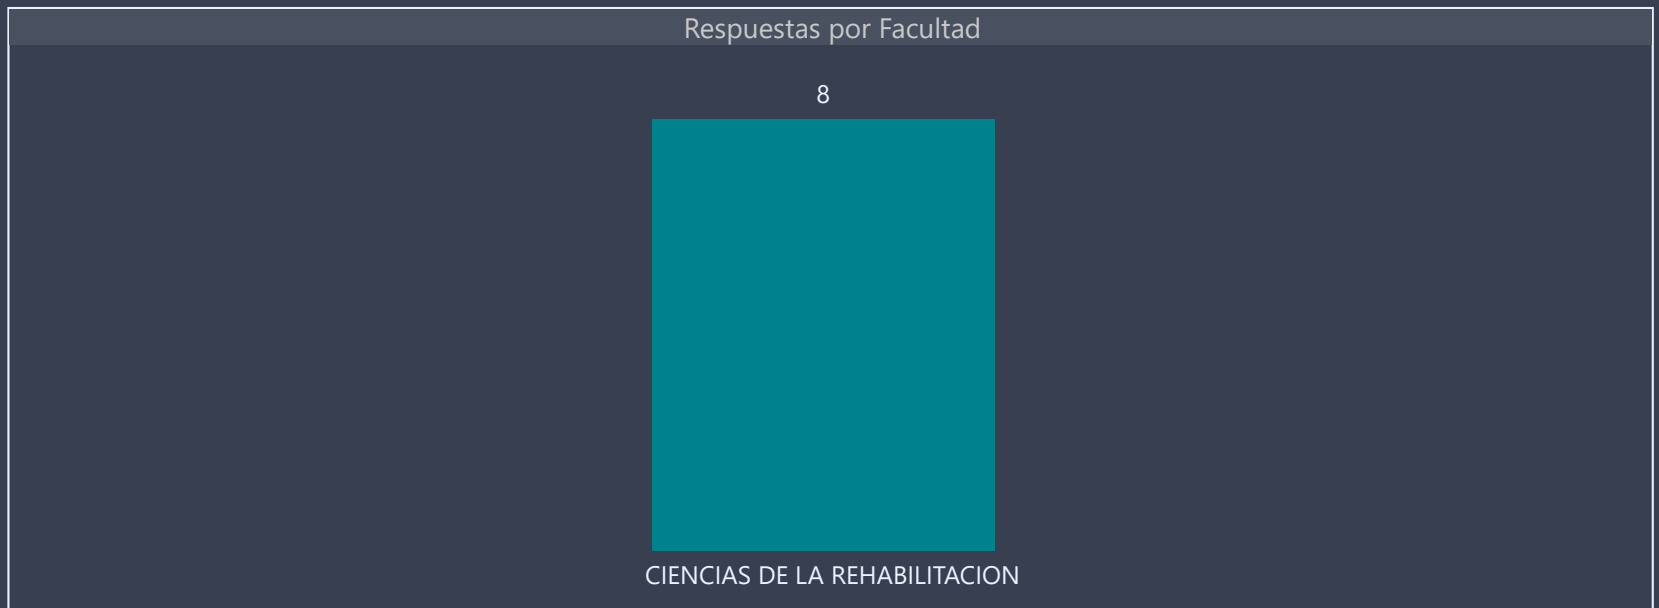 Respuestas por Facultad
8
CIENCIAS DE LA REHABILITACION